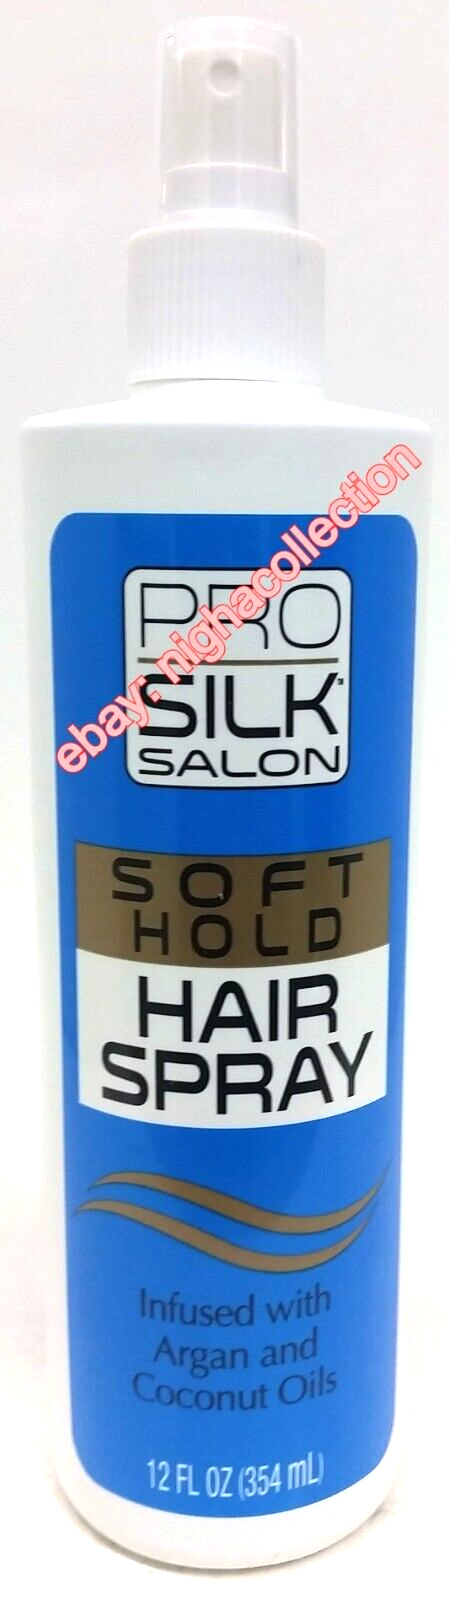 PRO
SILK™
SALON
SOFT
HOLD
HAIR
SPRAY
Infused with
Argan and
Coconut Oils
12 FL OZ (354 mL)
ebay: nighacollection